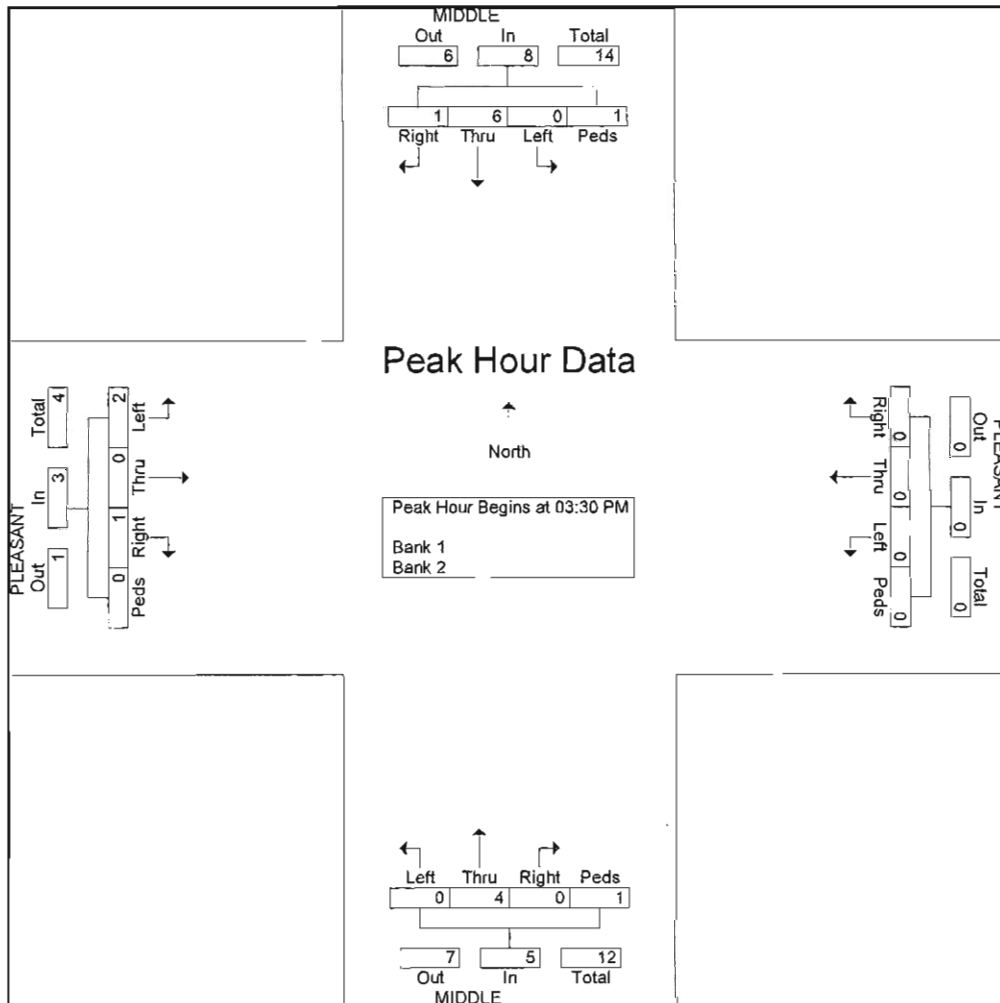 MIDDLE
Out In Total
6 8 14
1 6 0 1
Right Thru Left Peds
Peak Hour Data
North
Peak Hour Begins at 03:30 PM
Bank 1
Bank 2
PLEASANT
Out In Total
1 3 4
Left Thru Right Peds
2 0 1 0
PLEASANT
Out In Total
0 0 0
Right Thru Left Peds
0 0 0 0
Left Thru Right Peds
0 4 0 1
7 5 12
Out In Total
MIDDLE